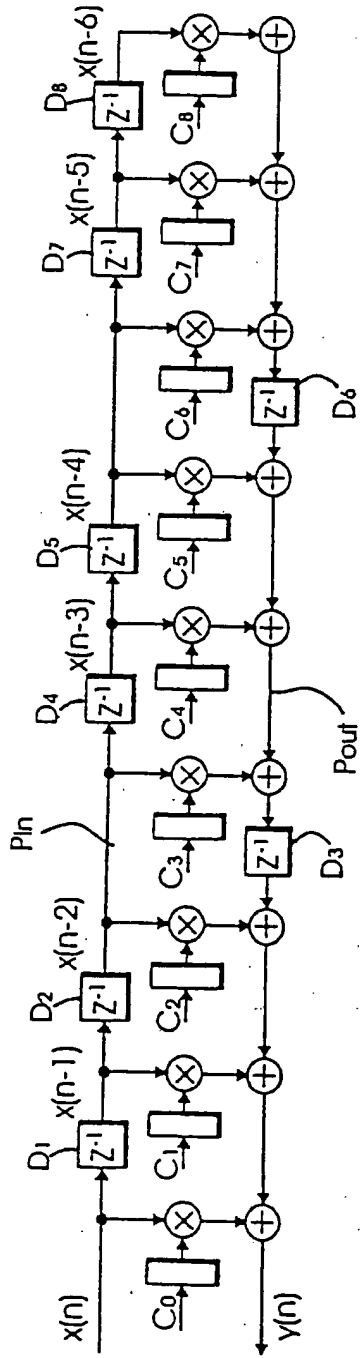 x(n)
D1
Z-1
x(n-1)
D2
Z-1
x(n-2)
PIn
D4
Z-1
x(n-3)
D5
Z-1
x(n-4)
D7
Z-1
x(n-5)
D8
Z-1
x(n-6)
C0
C1
C2
C3
C4
C5
C6
C7
C8
y(n)
Z-1
D3
Pout
Z-1
D6